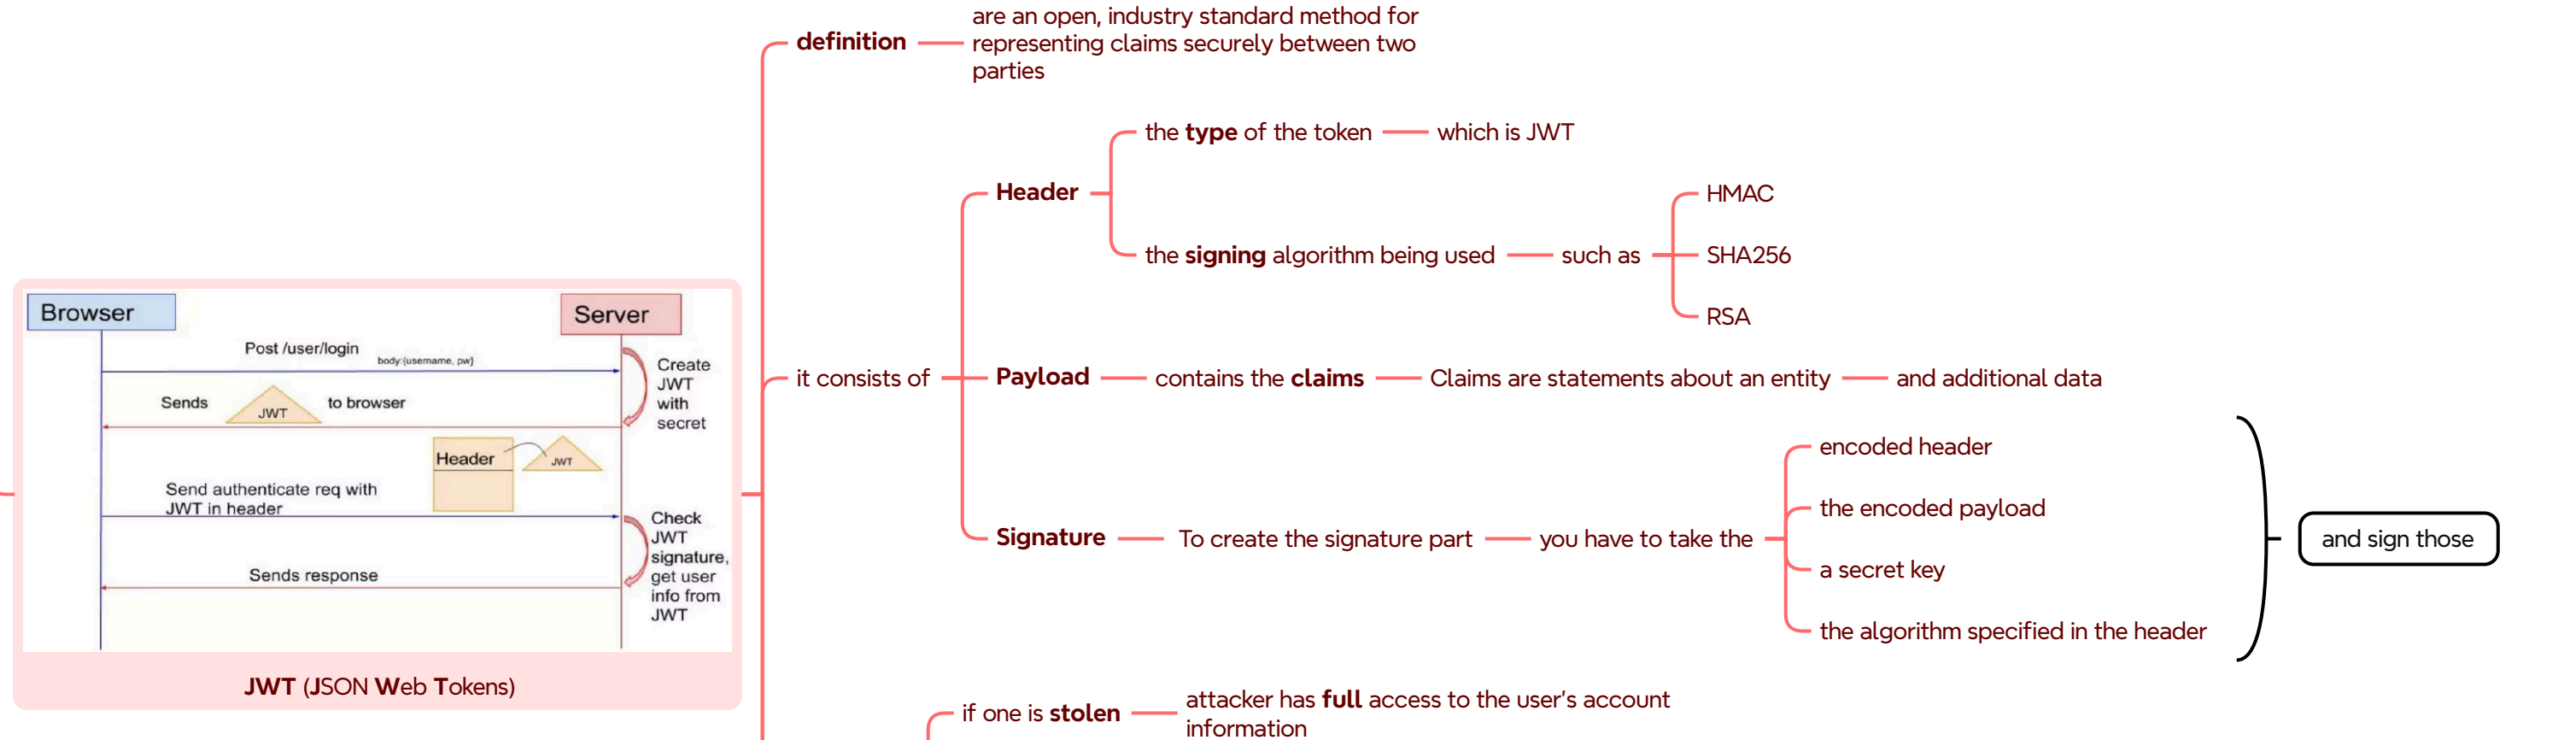 definition
are an open, industry standard method for
representing claims securely between two
parties
it consists of
Header
the type of the token
which is JWT
the signing algorithm being used
such as
HMAC
SHA256
RSA
Payload
contains the claims
Claims are statements about an entity
and additional data
Signature
To create the signature part
you have to take the
encoded header
the encoded payload
a secret key
the algorithm specified in the header
and sign those
if one is stolen
attacker has full access to the user's account
information
Browser
Server
Post /user/login
body:{username, pw}
Create
JWT
with
secret
Sends
JWT
to browser
Header
JWT
Send authenticate req with
JWT in header
Check
JWT
signature,
get user
info from
JWT
Sends response
JWT (JSON Web Tokens)